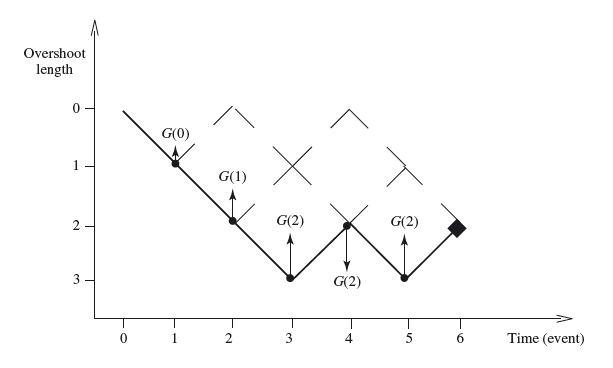 Overshoot
length
0
G(0)
1
G(1)
2
G(2)
G(2)
G(2)
3
0 1 2 3 4 5 6 Time (event)